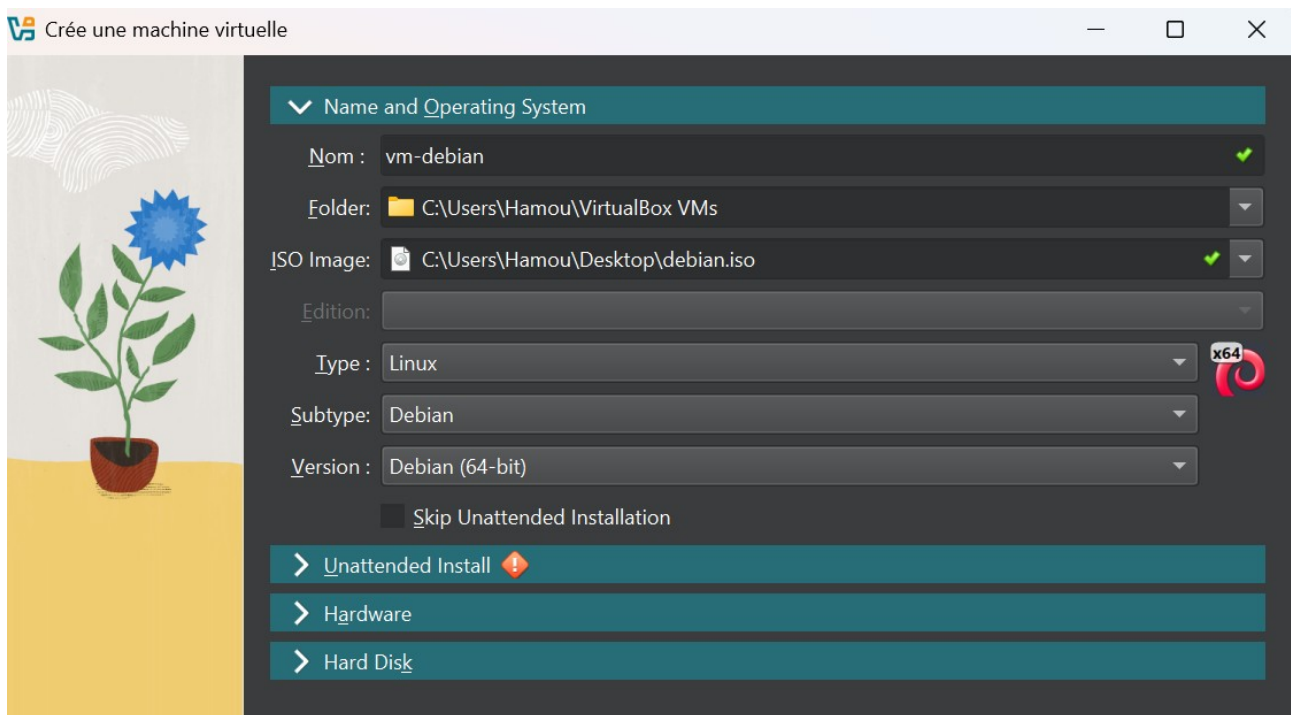 Crée une machine virtuelle
Name and Operating System
Nom : vm-debian
Folder: C:\Users\Hamou\VirtualBox VMs
ISO Image: C:\Users\Hamou\Desktop\debian.iso
Edition:
Type : Linux
x64
Subtype: Debian
Version : Debian (64-bit)
Skip Unattended Installation
Unattended Install
Hardware
Hard Disk